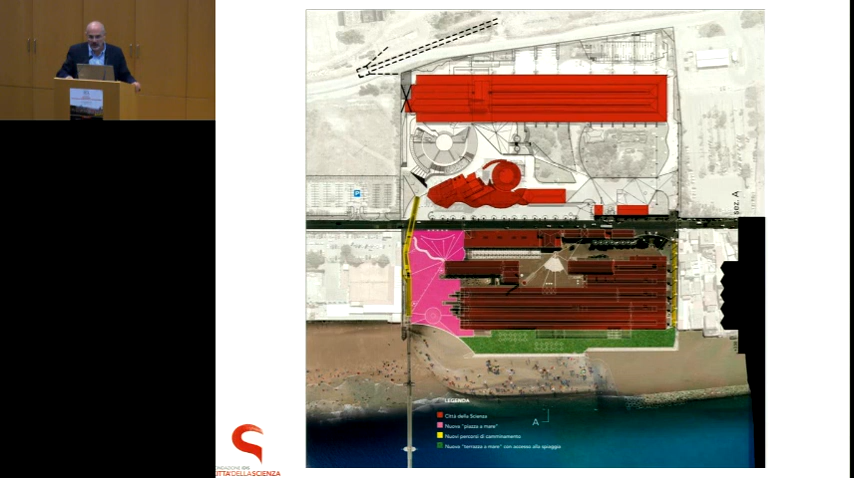 P
sez. A
LEGENDA
Città della Scienza
Nuova "piazza a mare"
Nuovi percorsi di camminamento
Nuova "terrazza a mare" con accesso alla spiaggia
A
FONDAZIONE IDIS
CITTÀDELLASCIENZA